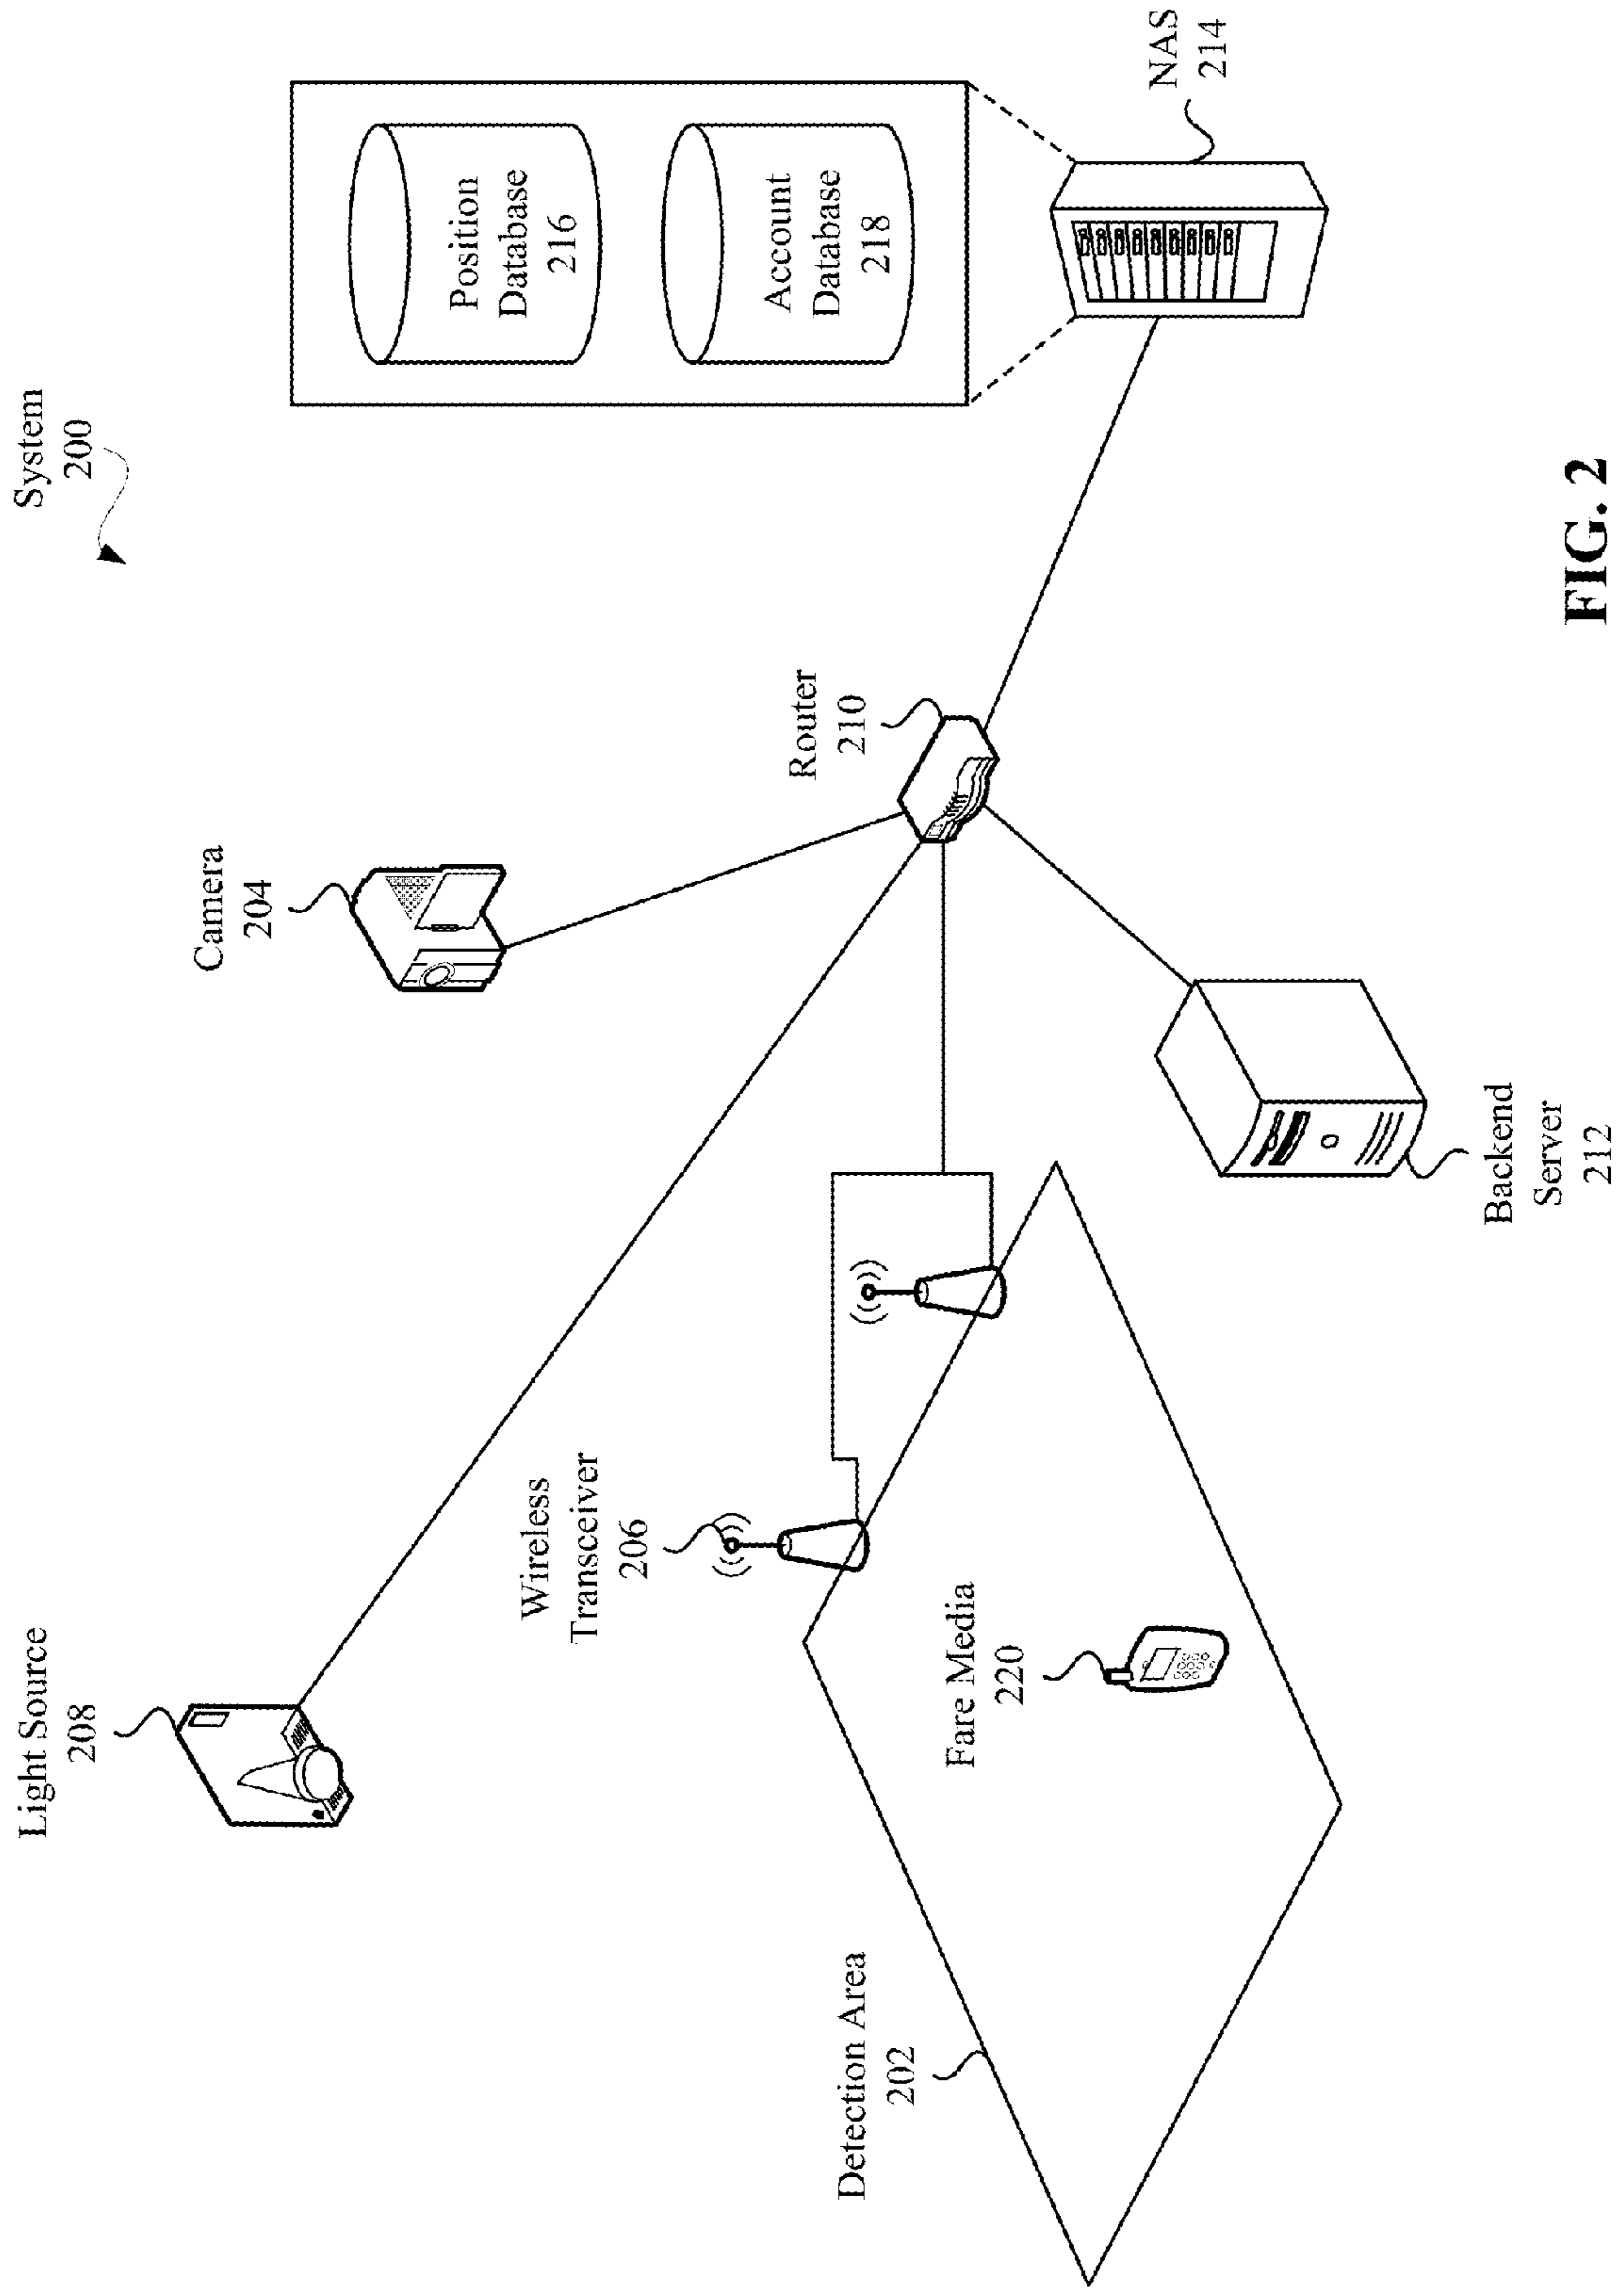 System
200
Light Source
208
Camera
204
Position
Database
216
Account
Database
218
Wireless
Transceiver
206
Router
210
NAS
214
Detection Area
202
Fare Media
220
Backend
Server
212
FIG. 2